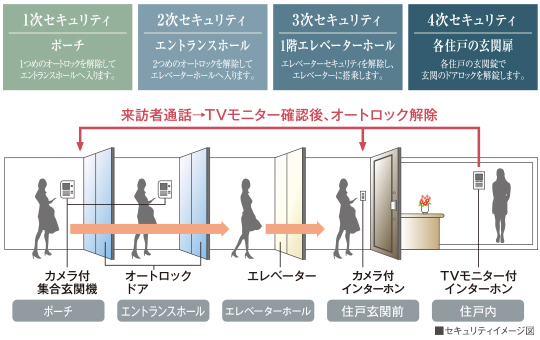 1次セキュリティ
ポーチ
1つめのオートロックを解除して
エントランスホールへ入ります。
2次セキュリティ
エントランスホール
2つめのオートロックを解除して
エレベーターホールへ入ります。
3次セキュリティ
1階エレベーターホール
エレベーターセキュリティを解除し、
エレベーターに搭乗します。
4次セキュリティ
各住戸の玄関扉
各住戸の玄関錠で
玄関のドアロックを解錠します。
来訪者通話→TVモニター確認後、オートロック解除
カメラ付
集合玄関機
オートロック
ドア
エレベーター
カメラ付
インターホン
TVモニター付
インターホン
ポーチ
エントランスホール
エレベーターホール
住戸玄関前
住戸内
■セキュリティイメージ図